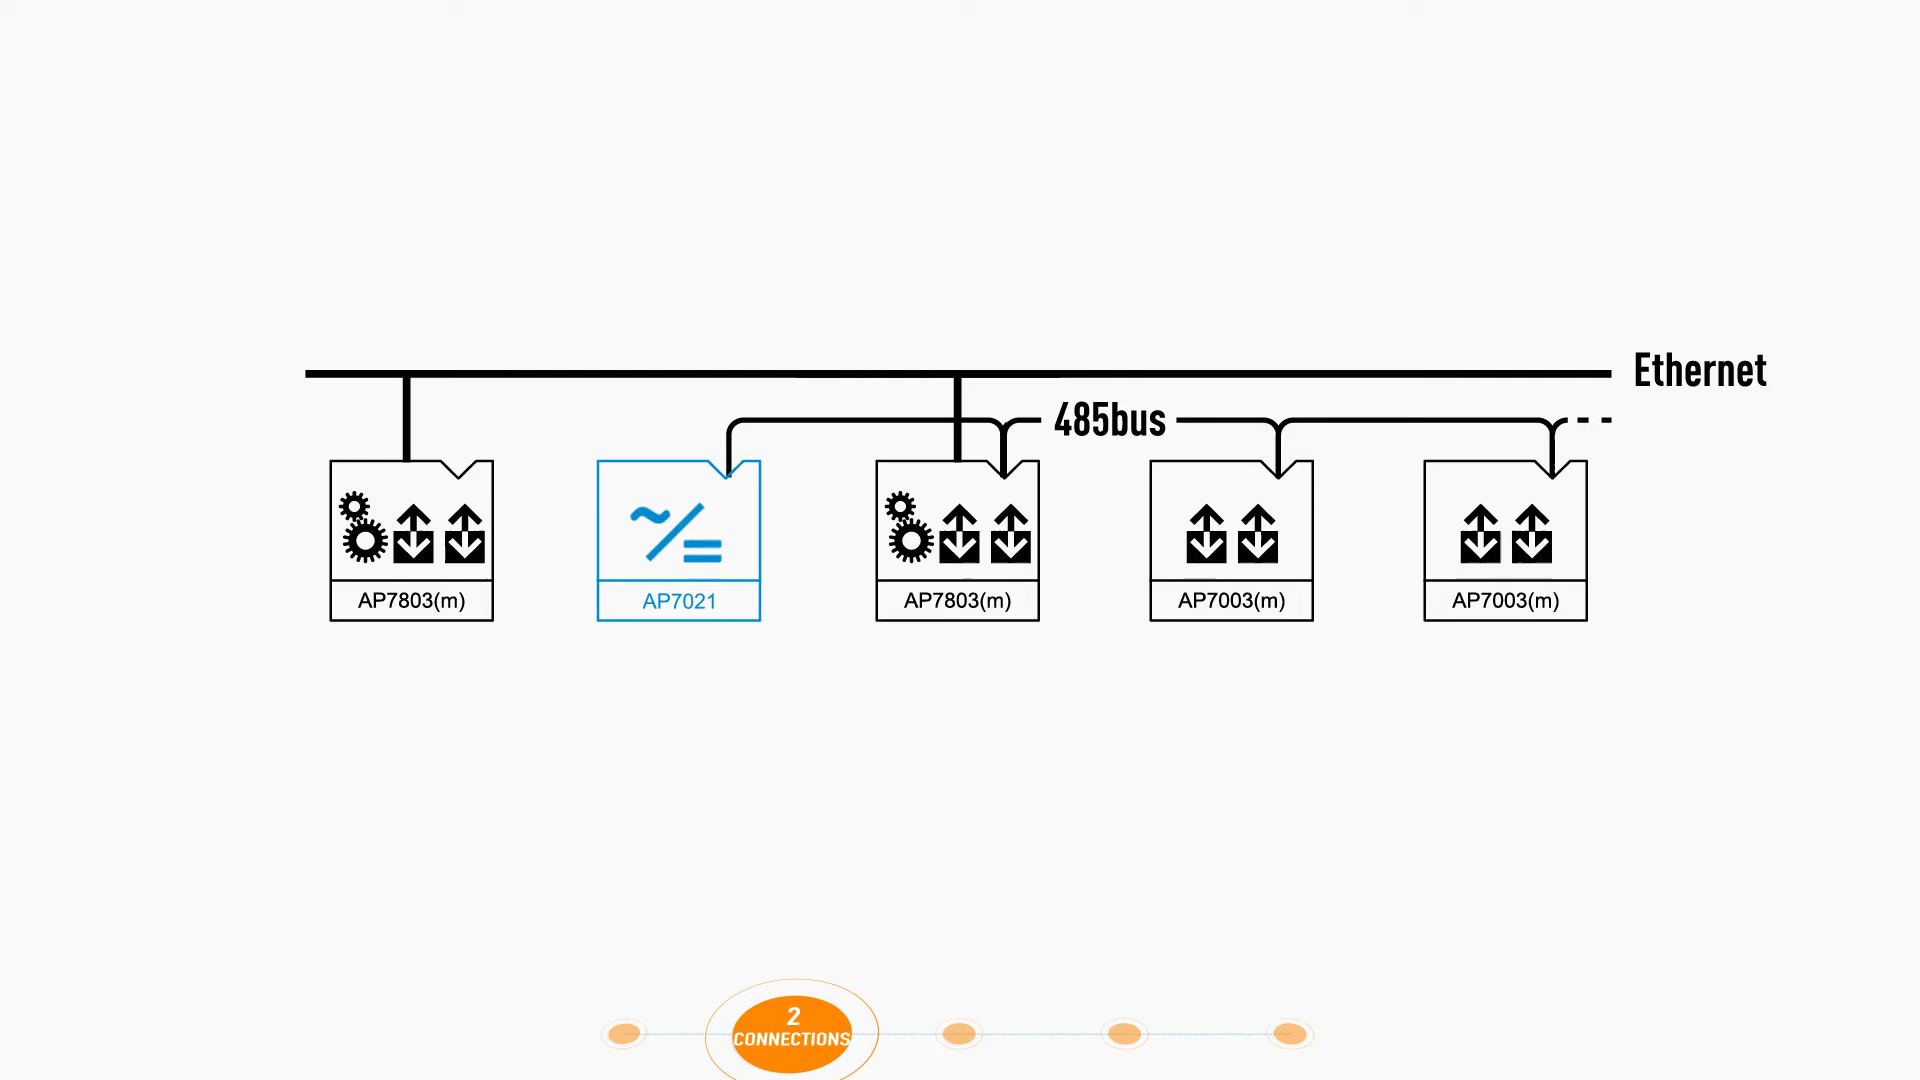 Ethernet
485bus
AP7803(m)
AP7021
AP7803(m)
AP7003(m)
AP7003(m)
2
CONNECTIONS